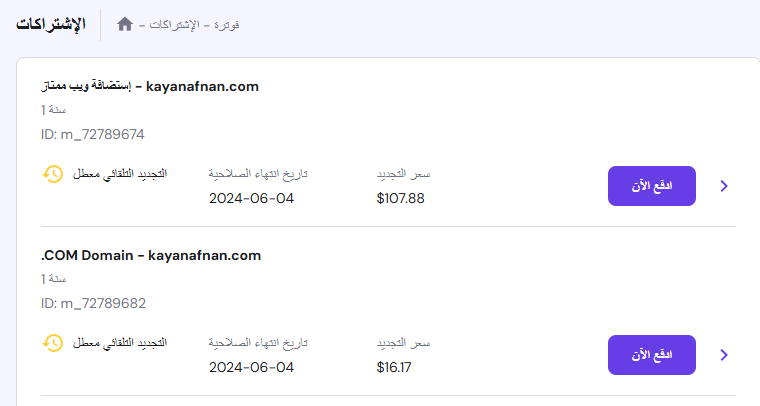 الإشتراكات
فوترة - الإشتراكات -
إستضافة ويب ممتاز - kayanafnan.com
سنة 1
ID: m_72789674
التجديد التلقائي معطل
تاريخ انتهاء الصلاحية
2024-06-04
سعر التجديد
$107.88
ادفع الآن
.COM Domain - kayanafnan.com
سنة 1
ID: m_72789682
التجديد التلقائي معطل
تاريخ انتهاء الصلاحية
2024-06-04
سعر التجديد
$16.17
ادفع الآن